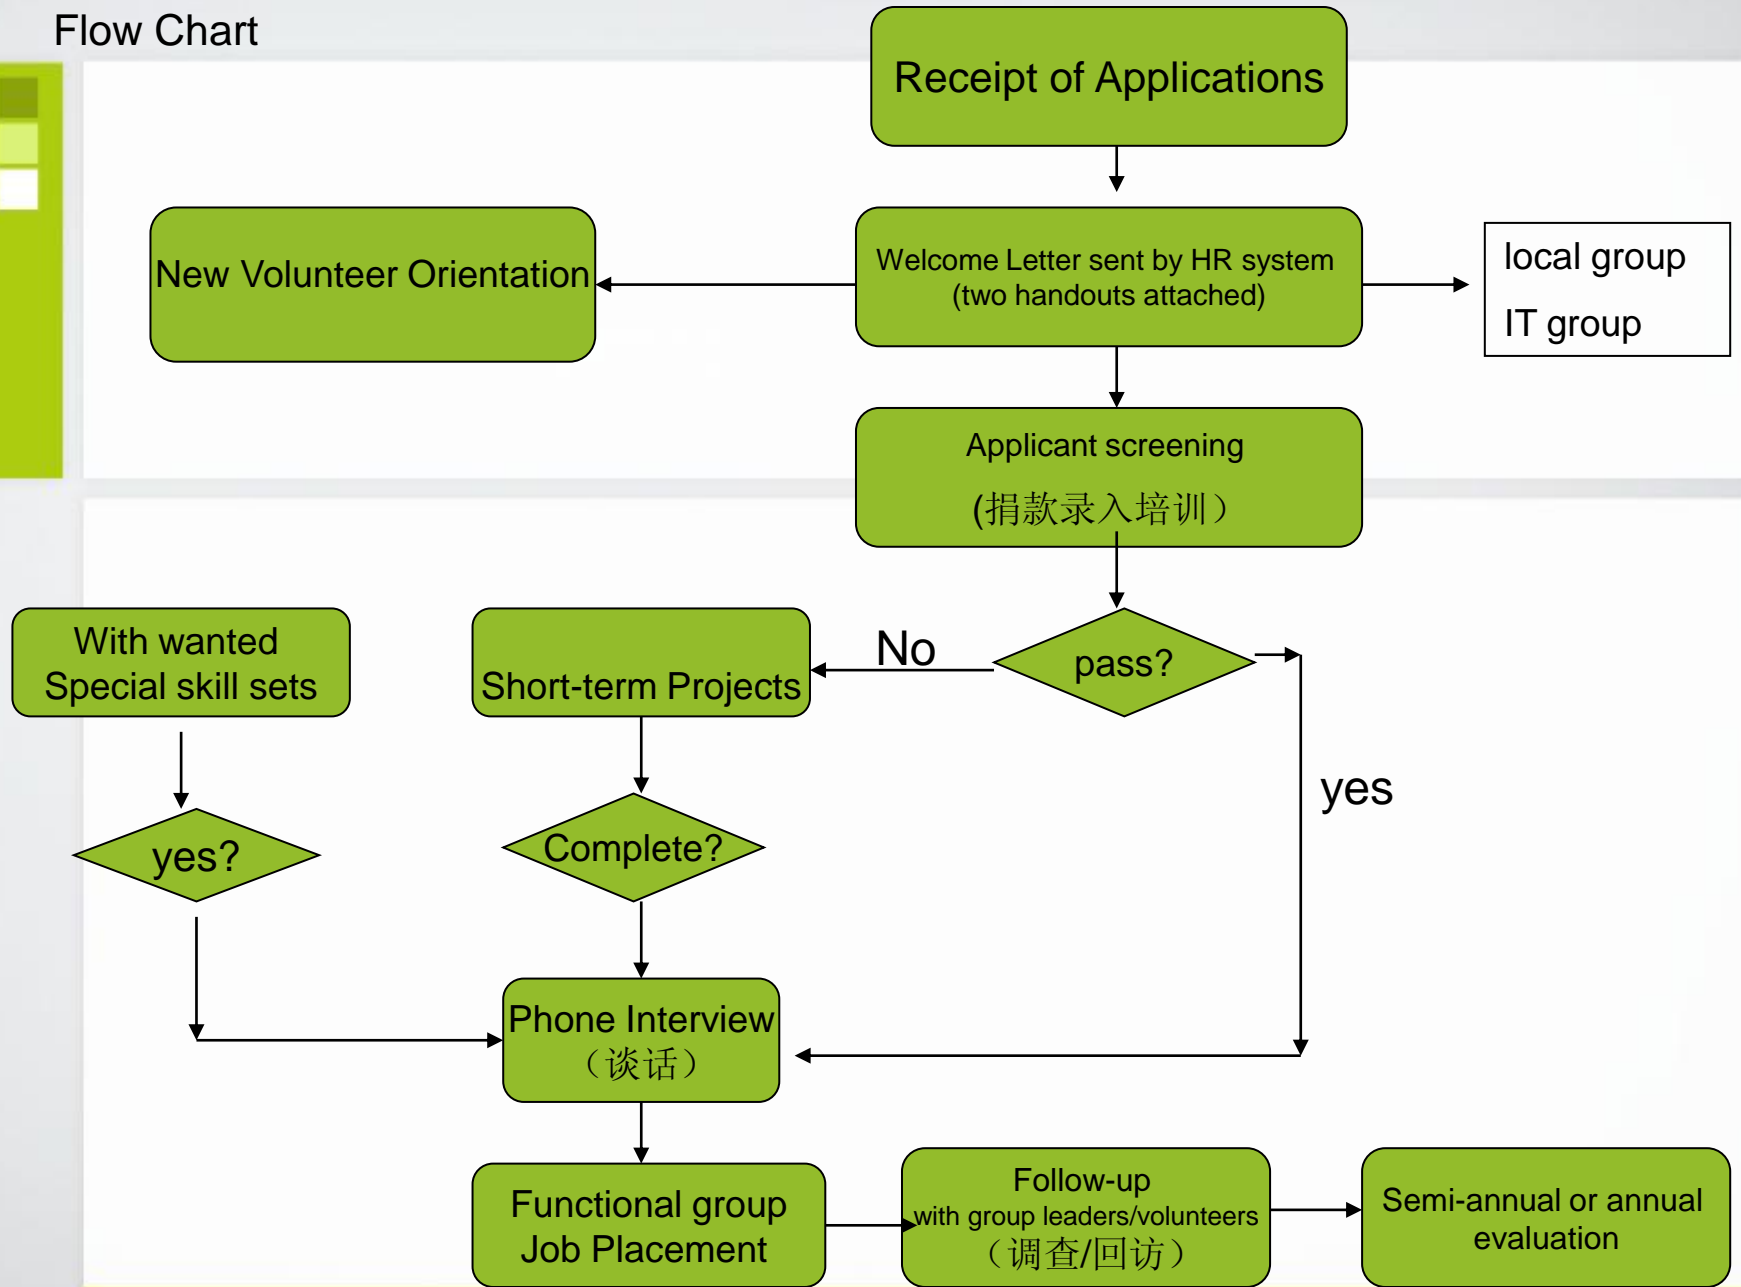 Flow Chart
Receipt of Applications
New Volunteer Orientation
Welcome Letter sent by HR system
(two handouts attached)
local group
IT group
Applicant screening
(捐款录入培训）
With wanted
Special skill sets
Short-term Projects
No
pass?
yes
yes?
Complete?
Phone Interview
（谈话）
Functional group
Job Placement
Follow-up
with group leaders/volunteers
（调查/回访）
Semi-annual or annual
evaluation